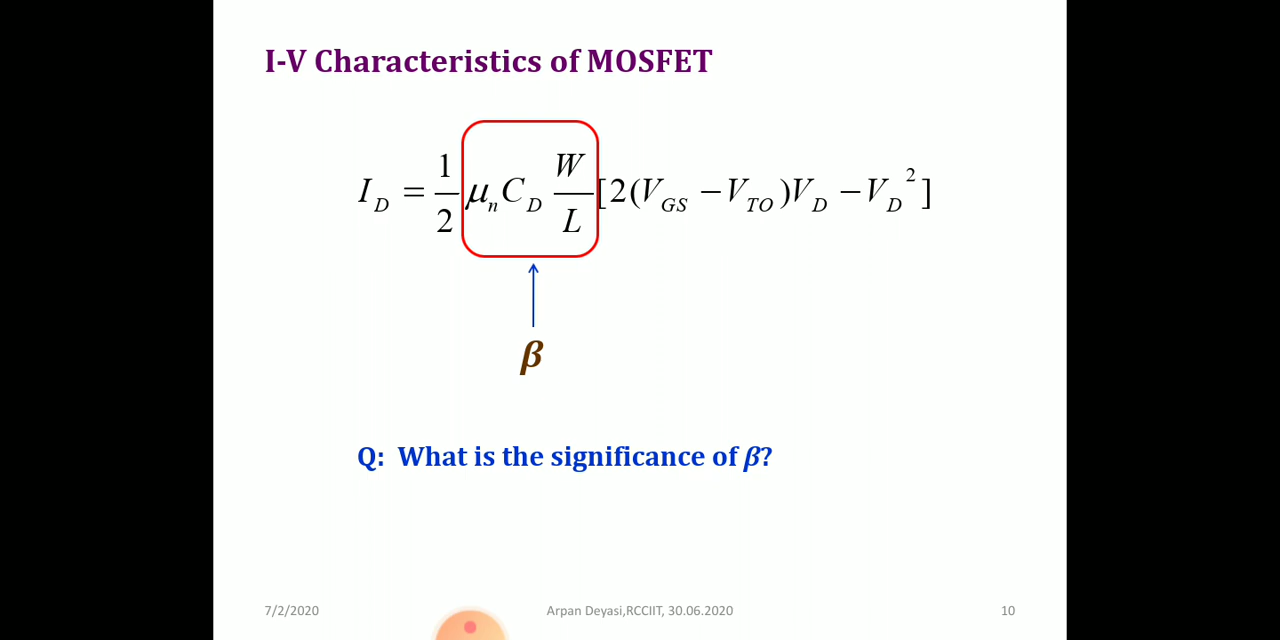 I-V Characteristics of MOSFET
I_D = 1/2 μ_n C_D W/L [2(V_GS − V_TO)V_D − V_D^2]
β
Q: What is the significance of β?
7/2/2020
Arpan Deyasi,RCCIIT, 30.06.2020
10